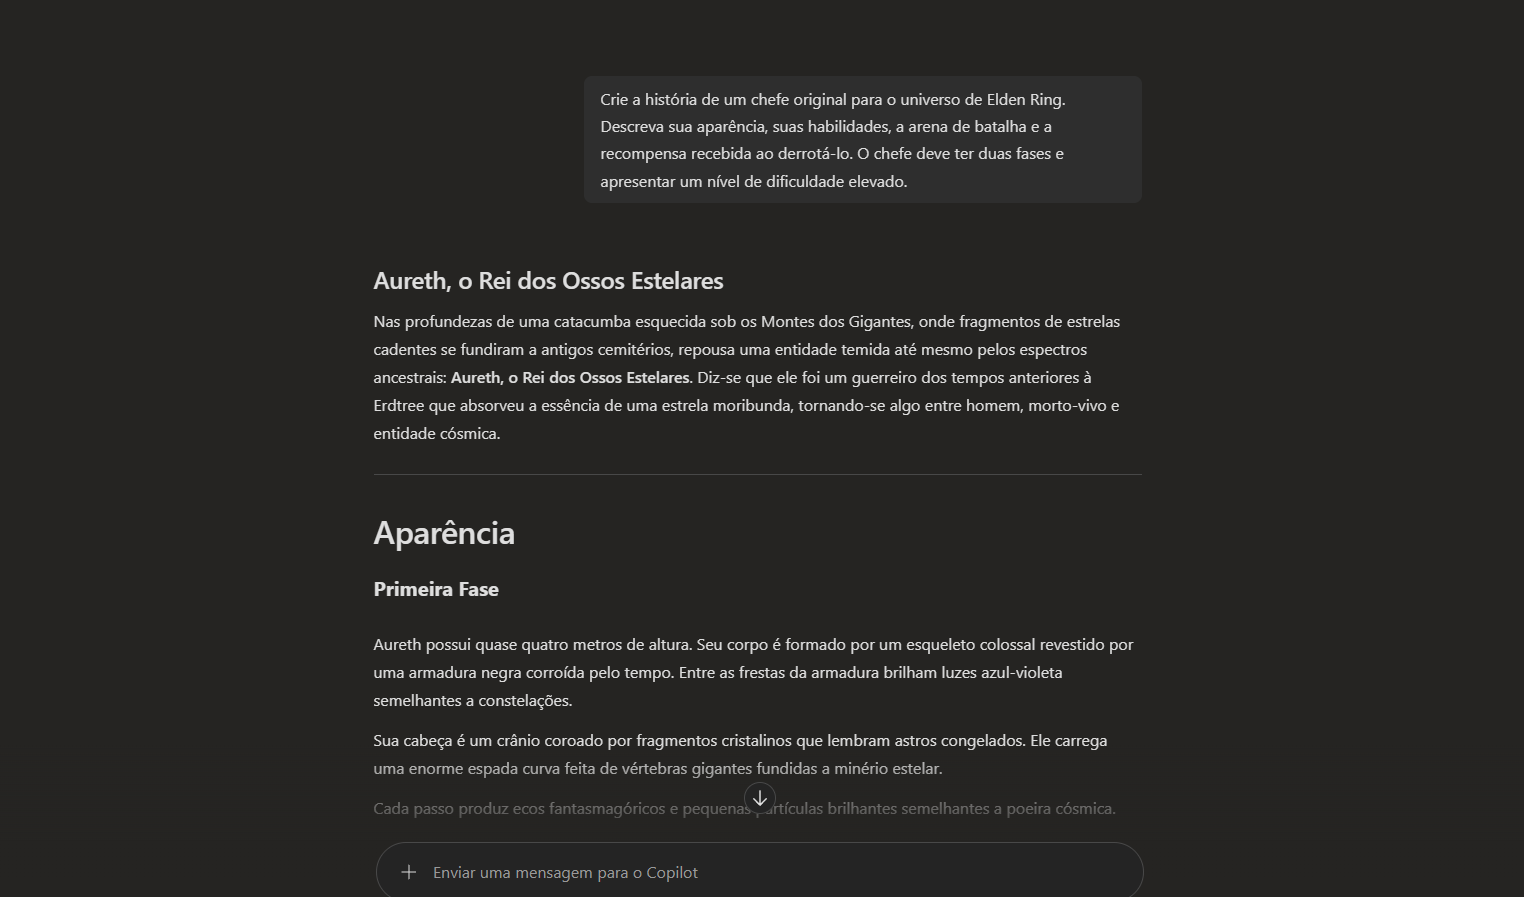 Crie a história de um chefe original para o universo de Elden Ring.
Descreva sua aparência, suas habilidades, a arena de batalha e a
recompensa recebida ao derrotá-lo. O chefe deve ter duas fases e
apresentar um nível de dificuldade elevado.
Aureth, o Rei dos Ossos Estelares
Nas profundezas de uma catacumba esquecida sob os Montes dos Gigantes, onde fragmentos de estrelas
cadentes se fundiram a antigos cemitérios, repousa uma entidade temida até mesmo pelos espectros
ancestrais: Aureth, o Rei dos Ossos Estelares. Diz-se que ele foi um guerreiro dos tempos anteriores à
Erdtree que absorveu a essência de uma estrela moribunda, tornando-se algo entre homem, morto-vivo e
entidade cósmica.
Aparência
Primeira Fase
Aureth possui quase quatro metros de altura. Seu corpo é formado por um esqueleto colossal revestido por
uma armadura negra corroída pelo tempo. Entre as frestas da armadura brilham luzes azul-violeta
semelhantes a constelações.
Sua cabeça é um crânio coroado por fragmentos cristalinos que lembram astros congelados. Ele carrega
uma enorme espada curva feita de vértebras gigantes fundidas a minério estelar.
Cada passo produz ecos fantasmagóricos e pequenas partículas brilhantes semelhantes a poeira cósmica.
Enviar uma mensagem para o Copilot